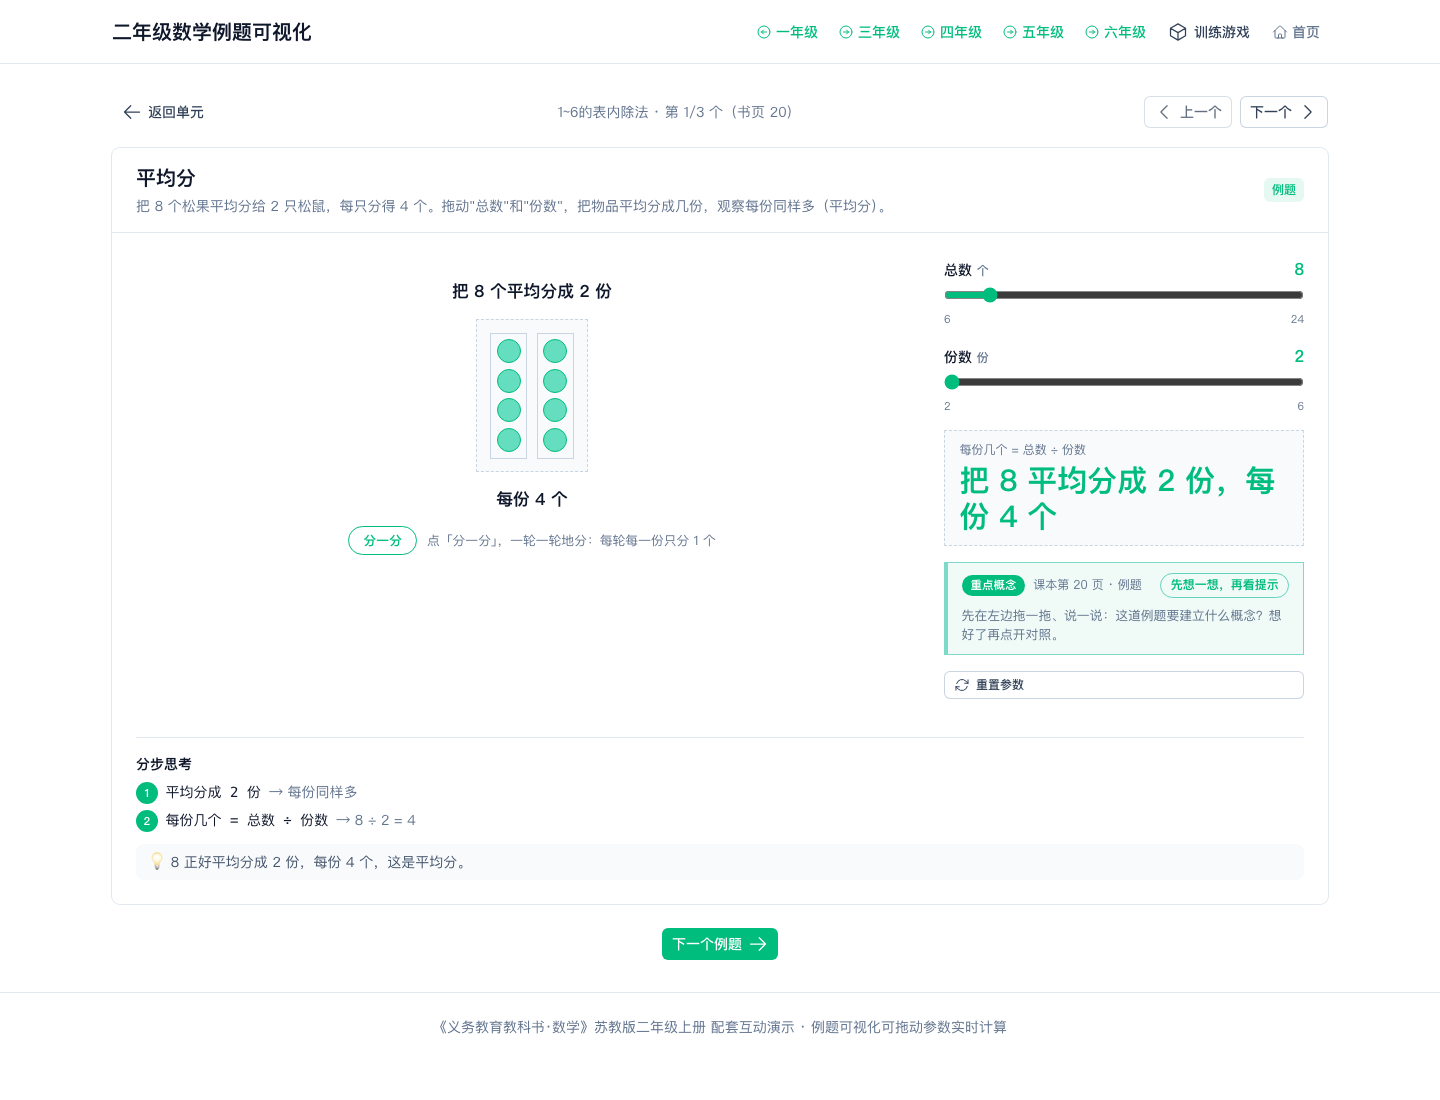 二年级数学例题可视化
一年级 三年级 四年级 五年级 六年级 训练游戏 首页
返回单元
1~6的表内除法 · 第 1/3 个（书页 20）
上一个 下一个
平均分
把 8 个松果平均分给 2 只松鼠，每只分得 4 个。拖动"总数"和"份数"，把物品平均分成几份，观察每份同样多（平均分）。
例题
把 8 个平均分成 2 份
每份 4 个
分一分 点「分一分」，一轮一轮地分：每轮每一份只分 1 个
总数 个 8
6 24
份数 份 2
2 6
每份几个 = 总数 ÷ 份数
把 8 平均分成 2 份，每
份 4 个
重点概念 课本第 20 页 · 例题 先想一想，再看提示
先在左边拖一拖、说一说：这道例题要建立什么概念？想
好了再点开对照。
重置参数
分步思考
1 平均分成 2 份 → 每份同样多
2 每份几个 = 总数 ÷ 份数 → 8 ÷ 2 = 4
💡 8 正好平均分成 2 份，每份 4 个，这是平均分。
下一个例题 →
《义务教育教科书·数学》苏教版二年级上册 配套互动演示 · 例题可视化可拖动参数实时计算